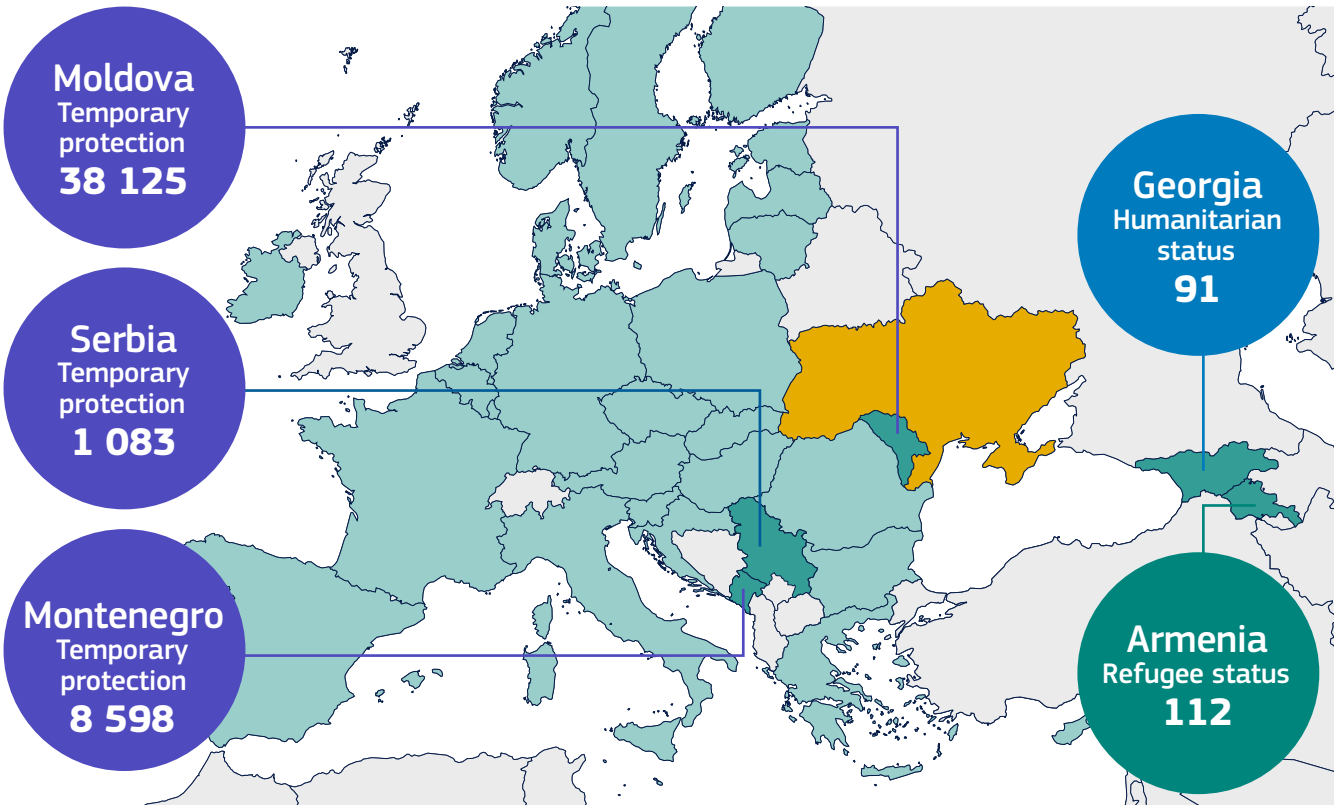 Moldova
Temporary
protection
38 125
Serbia
Temporary
protection
1 083
Montenegro
Temporary
protection
8 598
Georgia
Humanitarian
status
91
Armenia
Refugee status
112